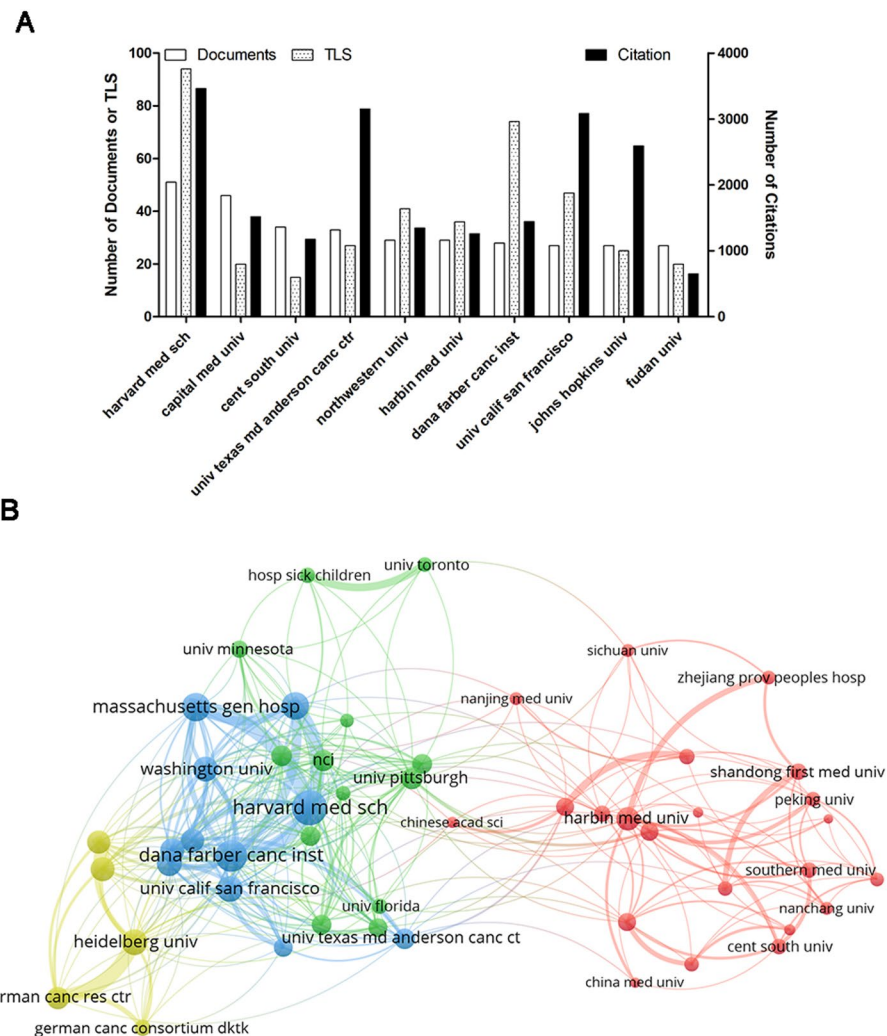 A
Documents TLS Citation
Number of Documents or TLS
100
80
60
40
20
0
4000
3000
2000
1000
0
Number of Citations
harvard med sch
capital med univ
cent south univ
univ texas md anderson canc ctr
northwestern univ
harbin med univ
dana farber canc inst
univ calif san francisco
johns hopkins univ
fudan univ
B
hosp sick children
univ toronto
univ minnesota
sichuan univ
zhejiang prov peoples hosp
massachusetts gen hosp
nanjing med univ
washington univ
nci
univ pittsburgh
shandong first med univ
peking univ
harvard med sch
chinese acad sci
harbin med univ
dana farber canc inst
univ calif san francisco
southern med univ
univ florida
nanchang univ
heidelberg univ
univ texas md anderson canc ct
cent south univ
china med univ
rman canc res ctr
german canc consortium dktk